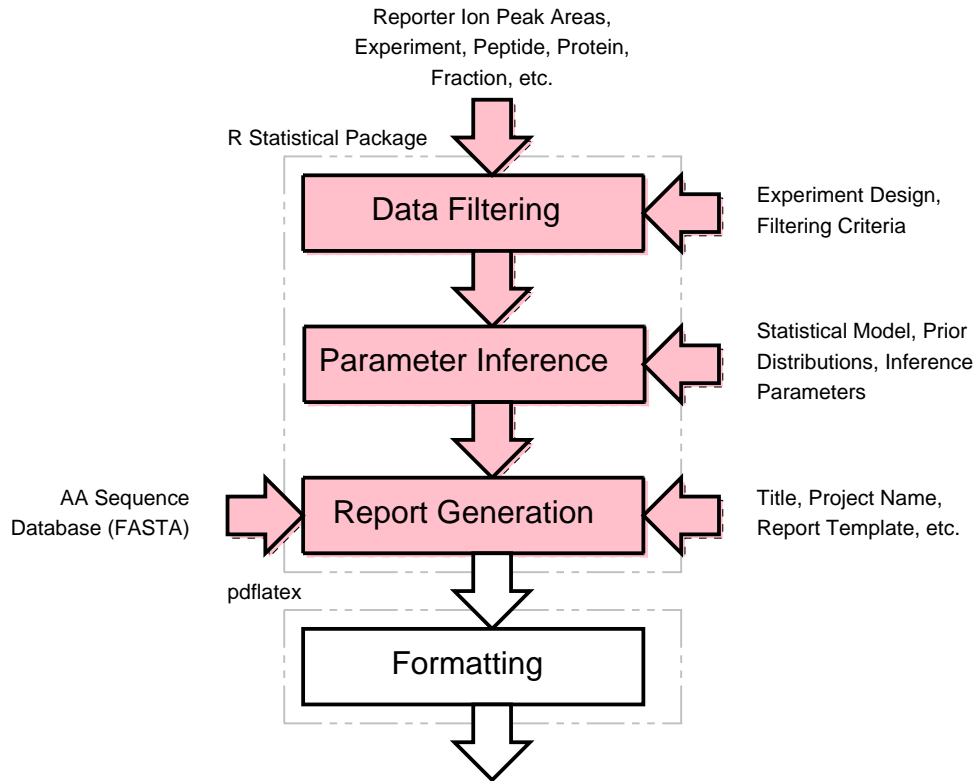 Reporter Ion Peak Areas,
Experiment, Peptide, Protein,
Fraction, etc.
R Statistical Package
Data Filtering
Experiment Design,
Filtering Criteria
Parameter Inference
Statistical Model, Prior
Distributions, Inference
Parameters
AA Sequence
Database (FASTA)
Report Generation
Title, Project Name,
Report Template, etc.
pdflatex
Formatting